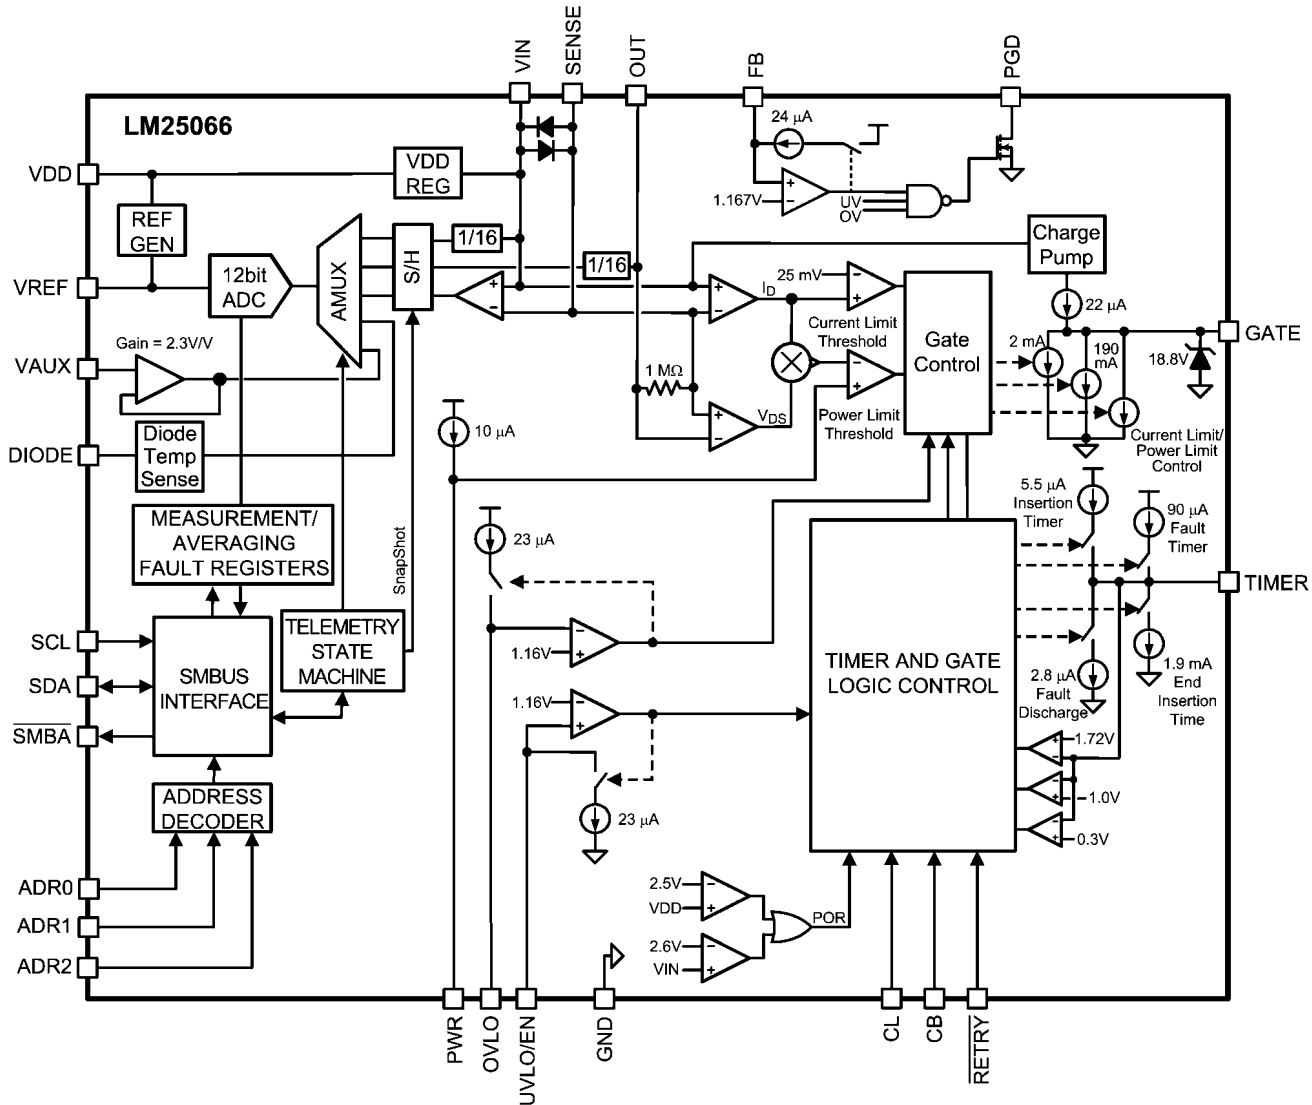 VIN
SENSE
OUT
FB
PGD
LM25066
24 μA
VDD
VDD
REG
1.167V
+
−
UV
OV
REF
GEN
1/16
S/H
1/16
Charge
Pump
VREF
12bit
ADC
AMUX
+
−
+
−
I_D
25 mV
−
+
22 μA
Gate
Control
GATE
Current Limit
Threshold
2 mA
190
mA
18.8V
VAUX
Gain = 2.3V/V
+
−
1 MΩ
−
+
V_DS
+
−
Power Limit
Threshold
Current Limit/
Power Limit
Control
10 μA
DIODE
Diode
Temp
Sense
5.5 μA
Insertion
Timer
90 μA
Fault
Timer
MEASUREMENT/
AVERAGING
FAULT REGISTERS
SnapShot
23 μA
TIMER
SCL
SDA
SMBA
SMBUS
INTERFACE
TELEMETRY
STATE
MACHINE
−
1.16V
+
1.16V
−
+
TIMER AND GATE
LOGIC CONTROL
2.8 μA
Fault
Discharge
1.9 mA
End
Insertion
Time
+
1.72V
−
−
+
1.0V
−
+
0.3V
ADDRESS
DECODER
23 μA
ADR0
ADR1
ADR2
2.5V
−
VDD
+
2.6V
−
VIN
+
POR
PWR
OVLO
UVLO/EN
GND
CL
CB
RETRY